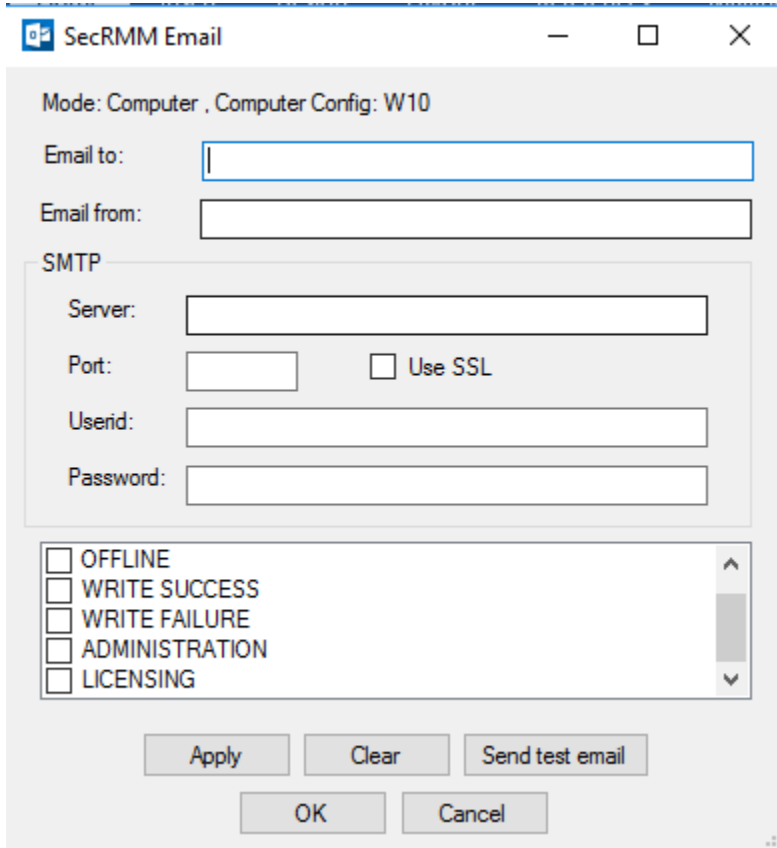 SecRMM Email
Mode: Computer , Computer Config: W10
Email to:
Email from:
SMTP
Server:
Port:
Use SSL
Userid:
Password:
OFFLINE
WRITE SUCCESS
WRITE FAILURE
ADMINISTRATION
LICENSING
Apply Clear Send test email
OK Cancel